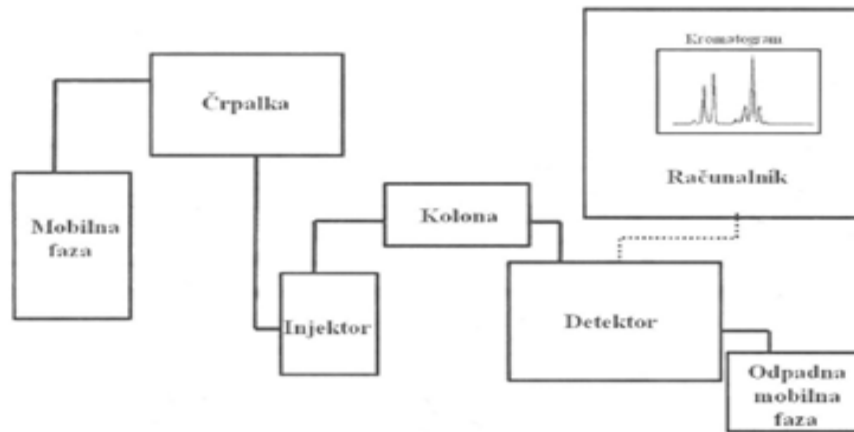 Kromatogram
Črpalka
Računalnik
Mobilna
faza
Kolona
Injektor
Detektor
Odpadna
mobilna
faza